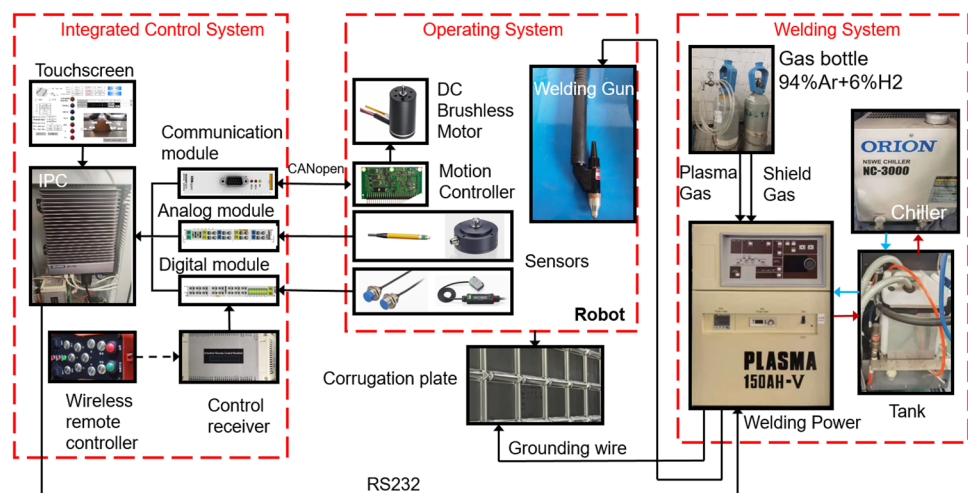 Integrated Control System
Operating System
Welding System
Touchscreen
IPC
Communication
module
Analog module
Digital module
Wireless
remote
controller
Control
receiver
CANopen
DC
Brushless
Motor
Motion
Controller
Sensors
Welding Gun
Robot
Corrugation plate
Grounding wire
RS232
Gas bottle
94%Ar+6%H2
Plasma
Gas
Shield
Gas
ORION
NSWE CHILLER
NC-3000
Chiller
PLASMA
150AH-V
Welding Power
Tank